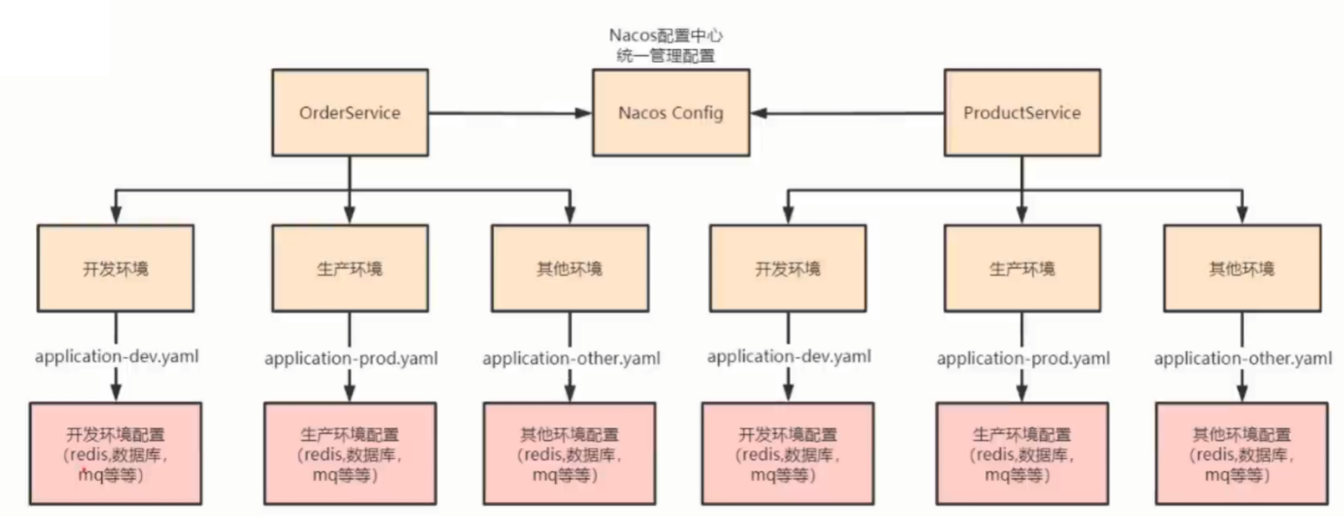 Nacos配置中心
统一管理配置
OrderService
Nacos Config
ProductService
开发环境
生产环境
其他环境
开发环境
生产环境
其他环境
application-dev.yaml
application-prod.yaml
application-other.yaml
application-dev.yaml
application-prod.yaml
application-other.yaml
开发环境配置
（redis,数据库，
mq等等）
生产环境配置
（redis,数据库，
mq等等）
其他环境配置
（redis,数据库，
mq等等）
开发环境配置
（redis,数据库，
mq等等）
生产环境配置
（redis,数据库，
mq等等）
其他环境配置
（redis,数据库，
mq等等）